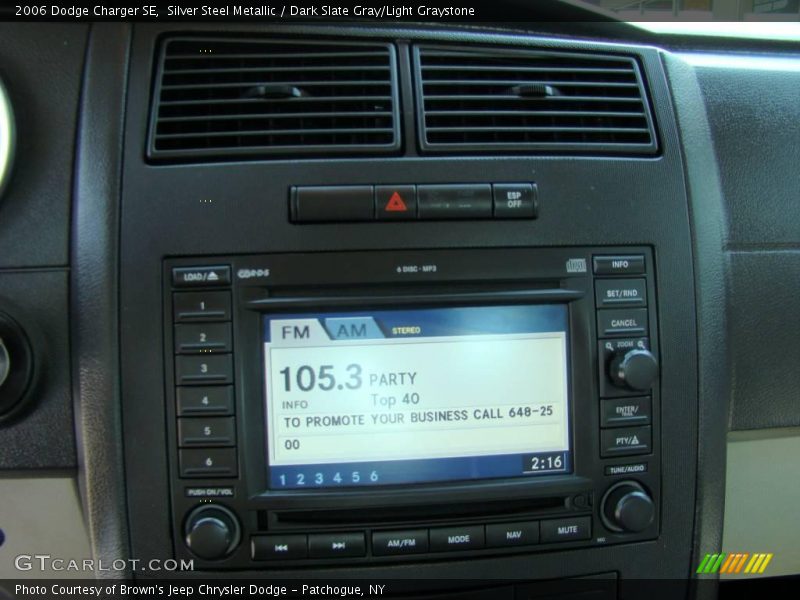 2006 Dodge Charger SE,  Silver Steel Metallic / Dark Slate Gray/Light Graystone
ESP OFF
LOAD/
6 DISC · MP3
INFO
1
2
3
4
5
6
SET/RND
CANCEL
ZOOM
ENTER/
PTY/
TUNE/AUDIO
PUSH·ON/VOL
FM AM STEREO
105.3 PARTY
INFO Top 40
TO PROMOTE YOUR BUSINESS CALL 648-25
00
1 2 3 4 5 6 2:16
AM/FM MODE NAV MUTE
GTCARLOT.COM
Photo Courtesy of Brown's Jeep Chrysler Dodge – Patchogue, NY